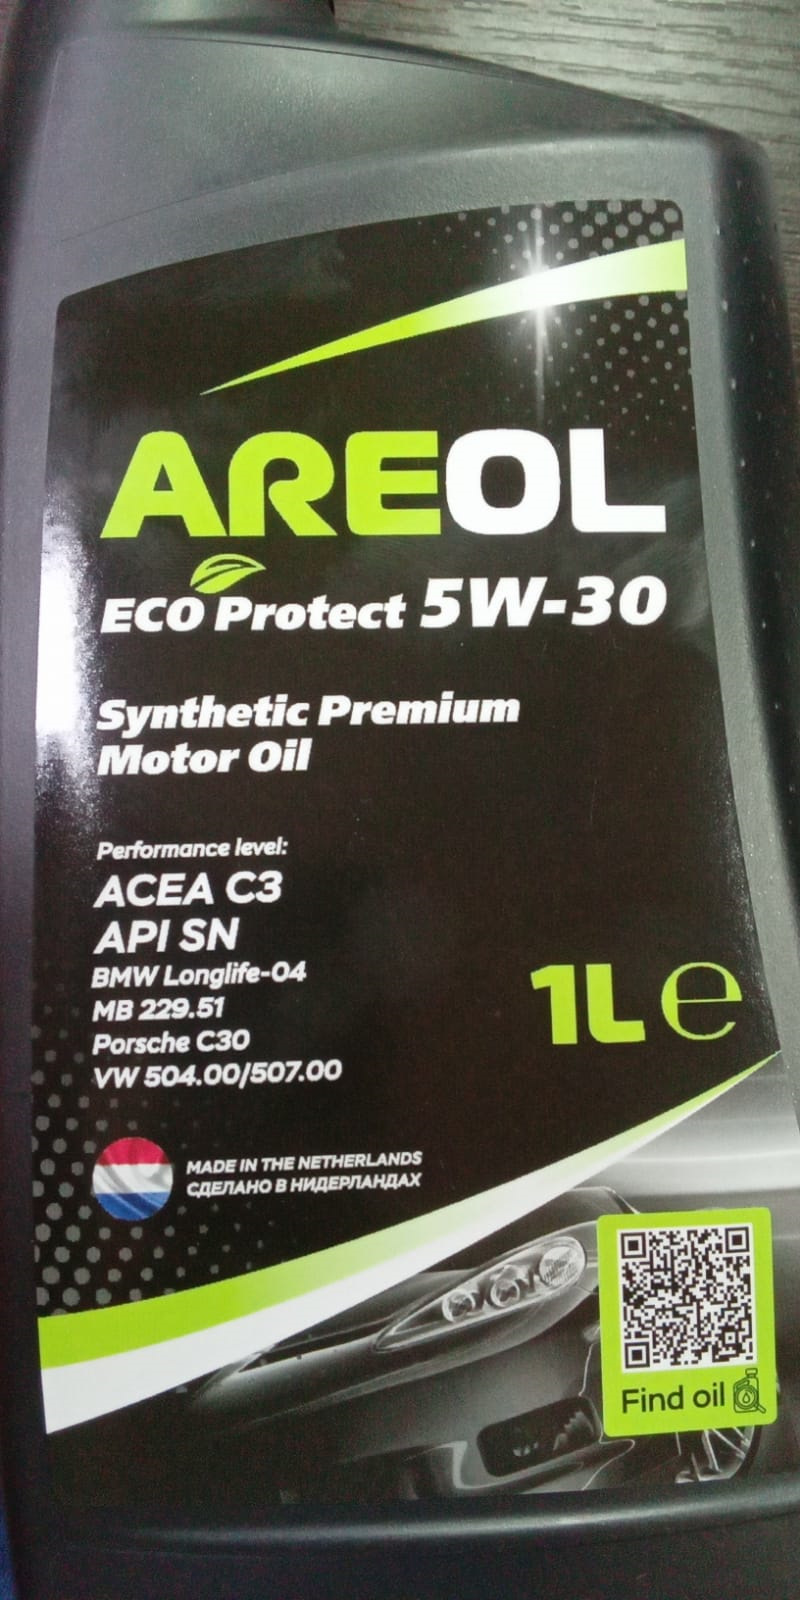 AREOL
ECO Protect 5W-30
Synthetic Premium
Motor Oil
Performance level:
ACEA C3
API SN
BMW Longlife-04
MB 229.51
Porsche C30
VW 504.00/507.00
1L e
MADE IN THE NETHERLANDS
СДЕЛАНО В НИДЕРЛАНДАХ
Find oil